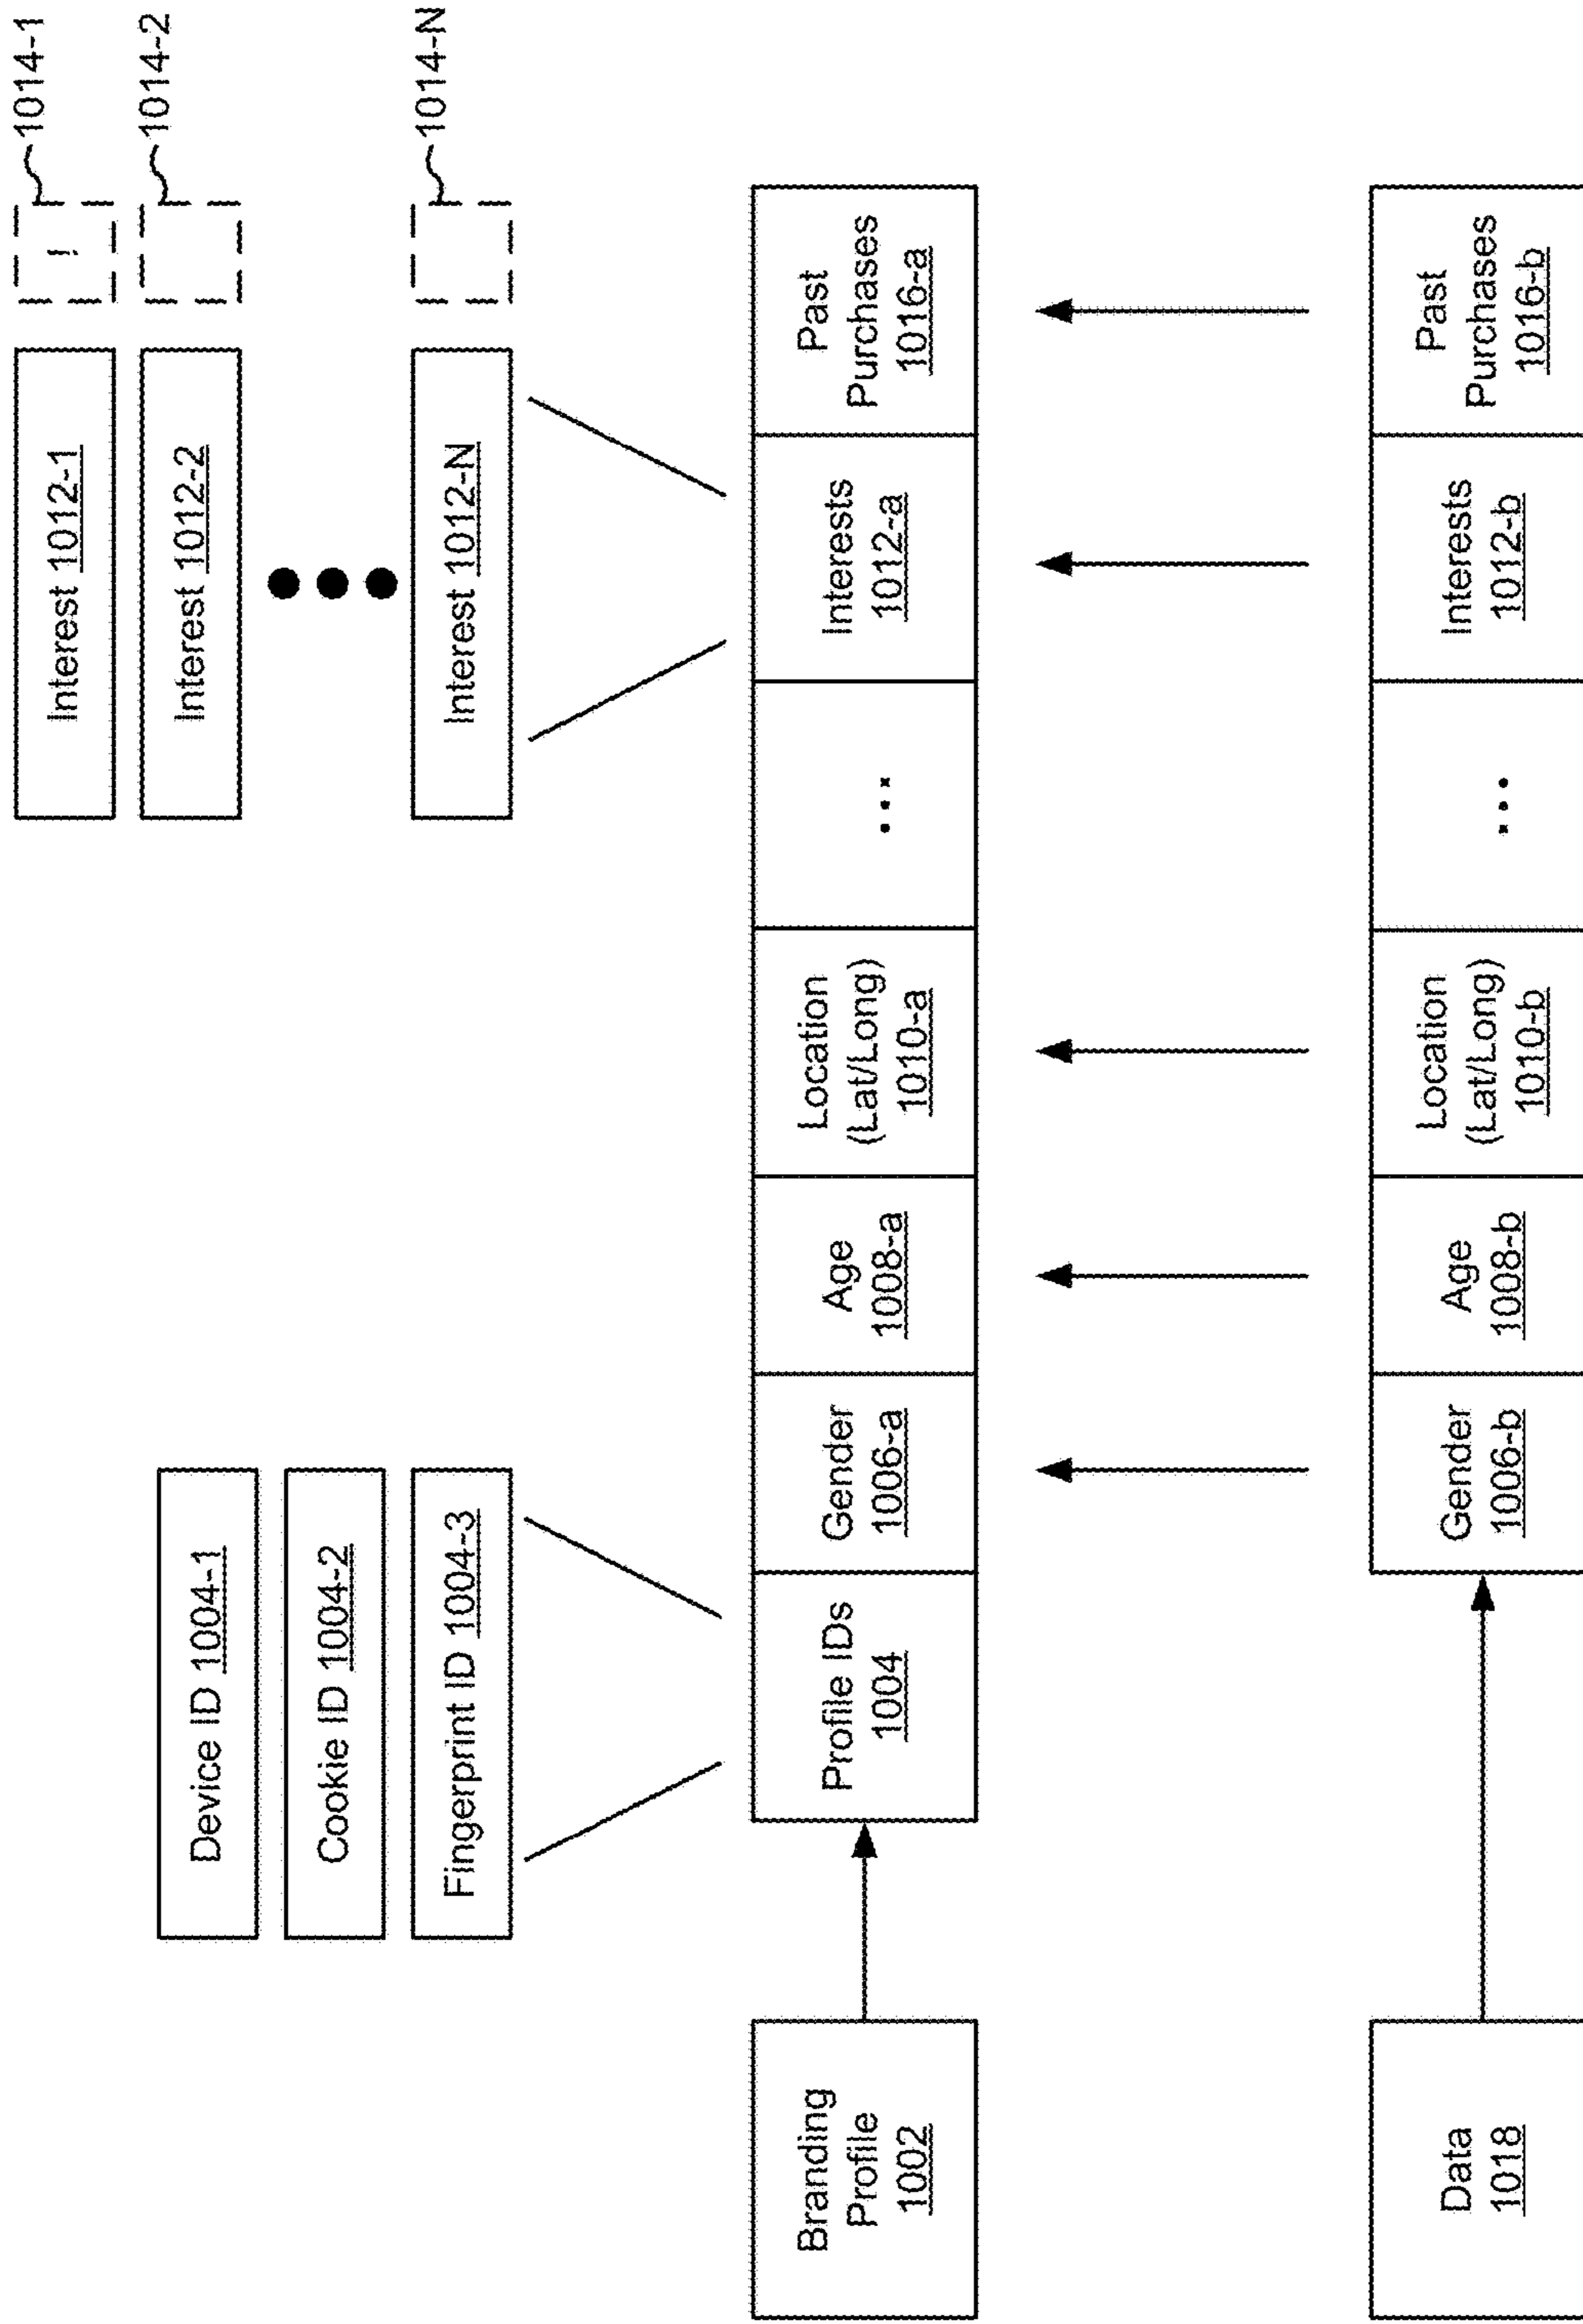 1014-1
1014-2
1014-N
!
Interest 1012-1
Interest 1012-2
Interest 1012-N
Device ID 1004-1
Cookie ID 1004-2
Fingerprint ID 1004-3
Branding
Profile
1002
Profile IDs
1004
Gender
1006-a
Age
1008-a
Location
(Lat/Long)
1010-a
...
Interests
1012-a
Past
Purchases
1016-a
Data
1018
Gender
1006-b
Age
1008-b
Location
(Lat/Long)
1010-b
...
Interests
1012-b
Past
Purchases
1016-b